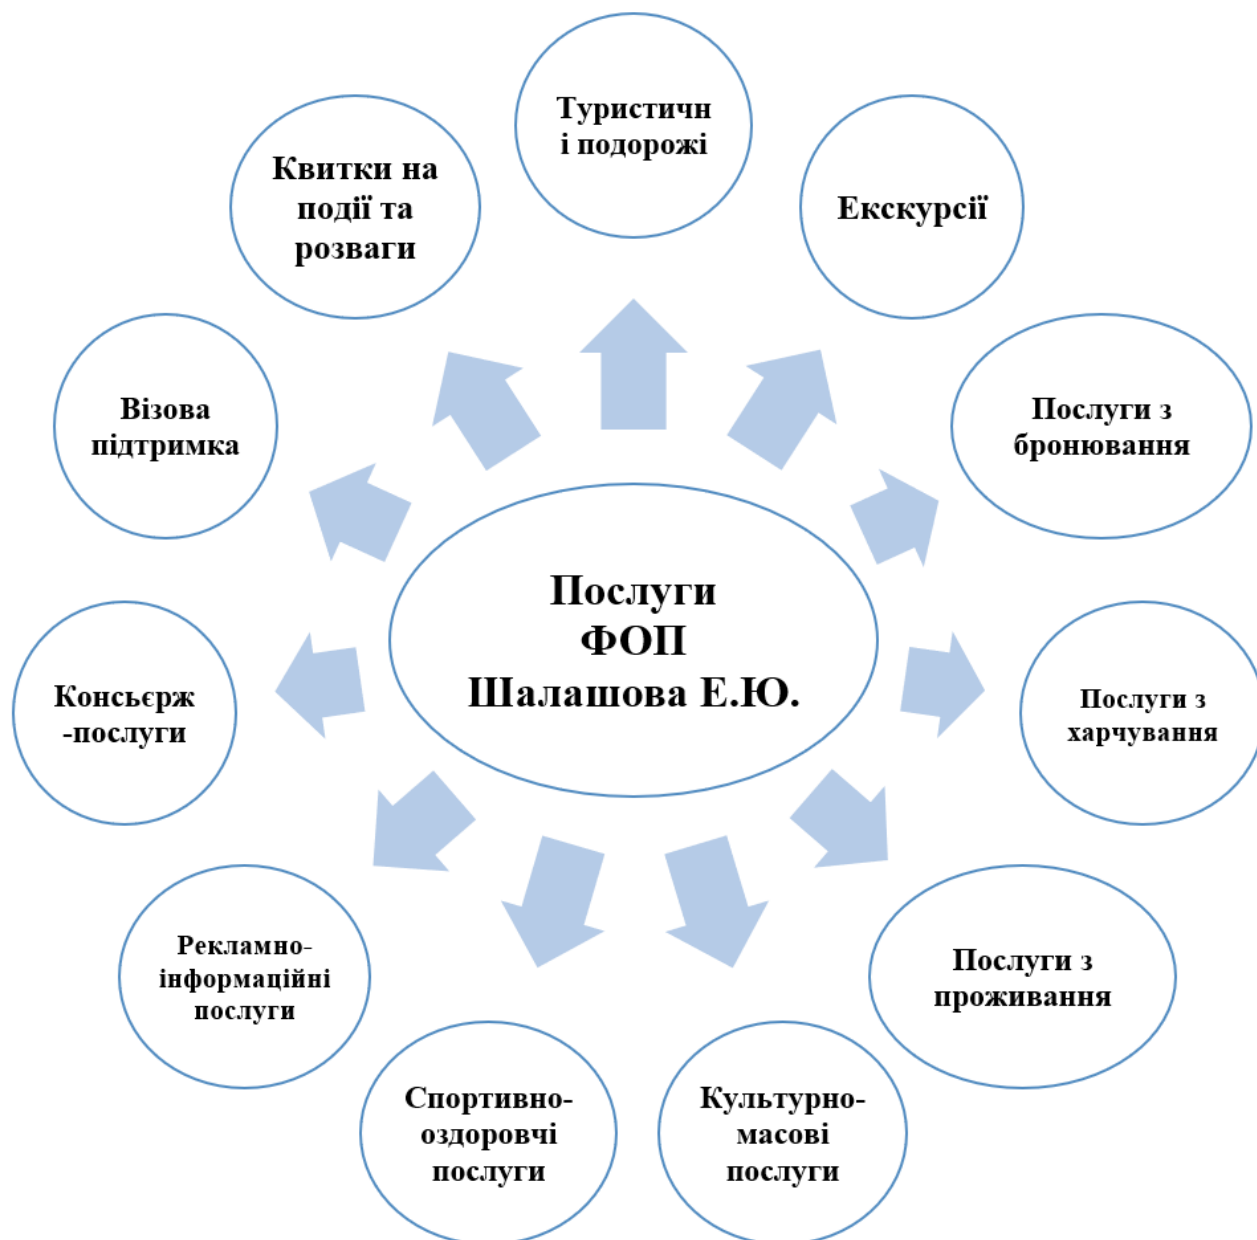 Туристичн
і подорожі
Екскурсії
Послуги з
бронювання
Послуги з
харчування
Послуги з
проживання
Культурно-
масові
послуги
Спортивно-
оздоровчі
послуги
Рекламно-
інформаційні
послуги
Консьєрж
-послуги
Візова
підтримка
Квитки на
події та
розваги
Послуги
ФОП
Шалашова Е.Ю.